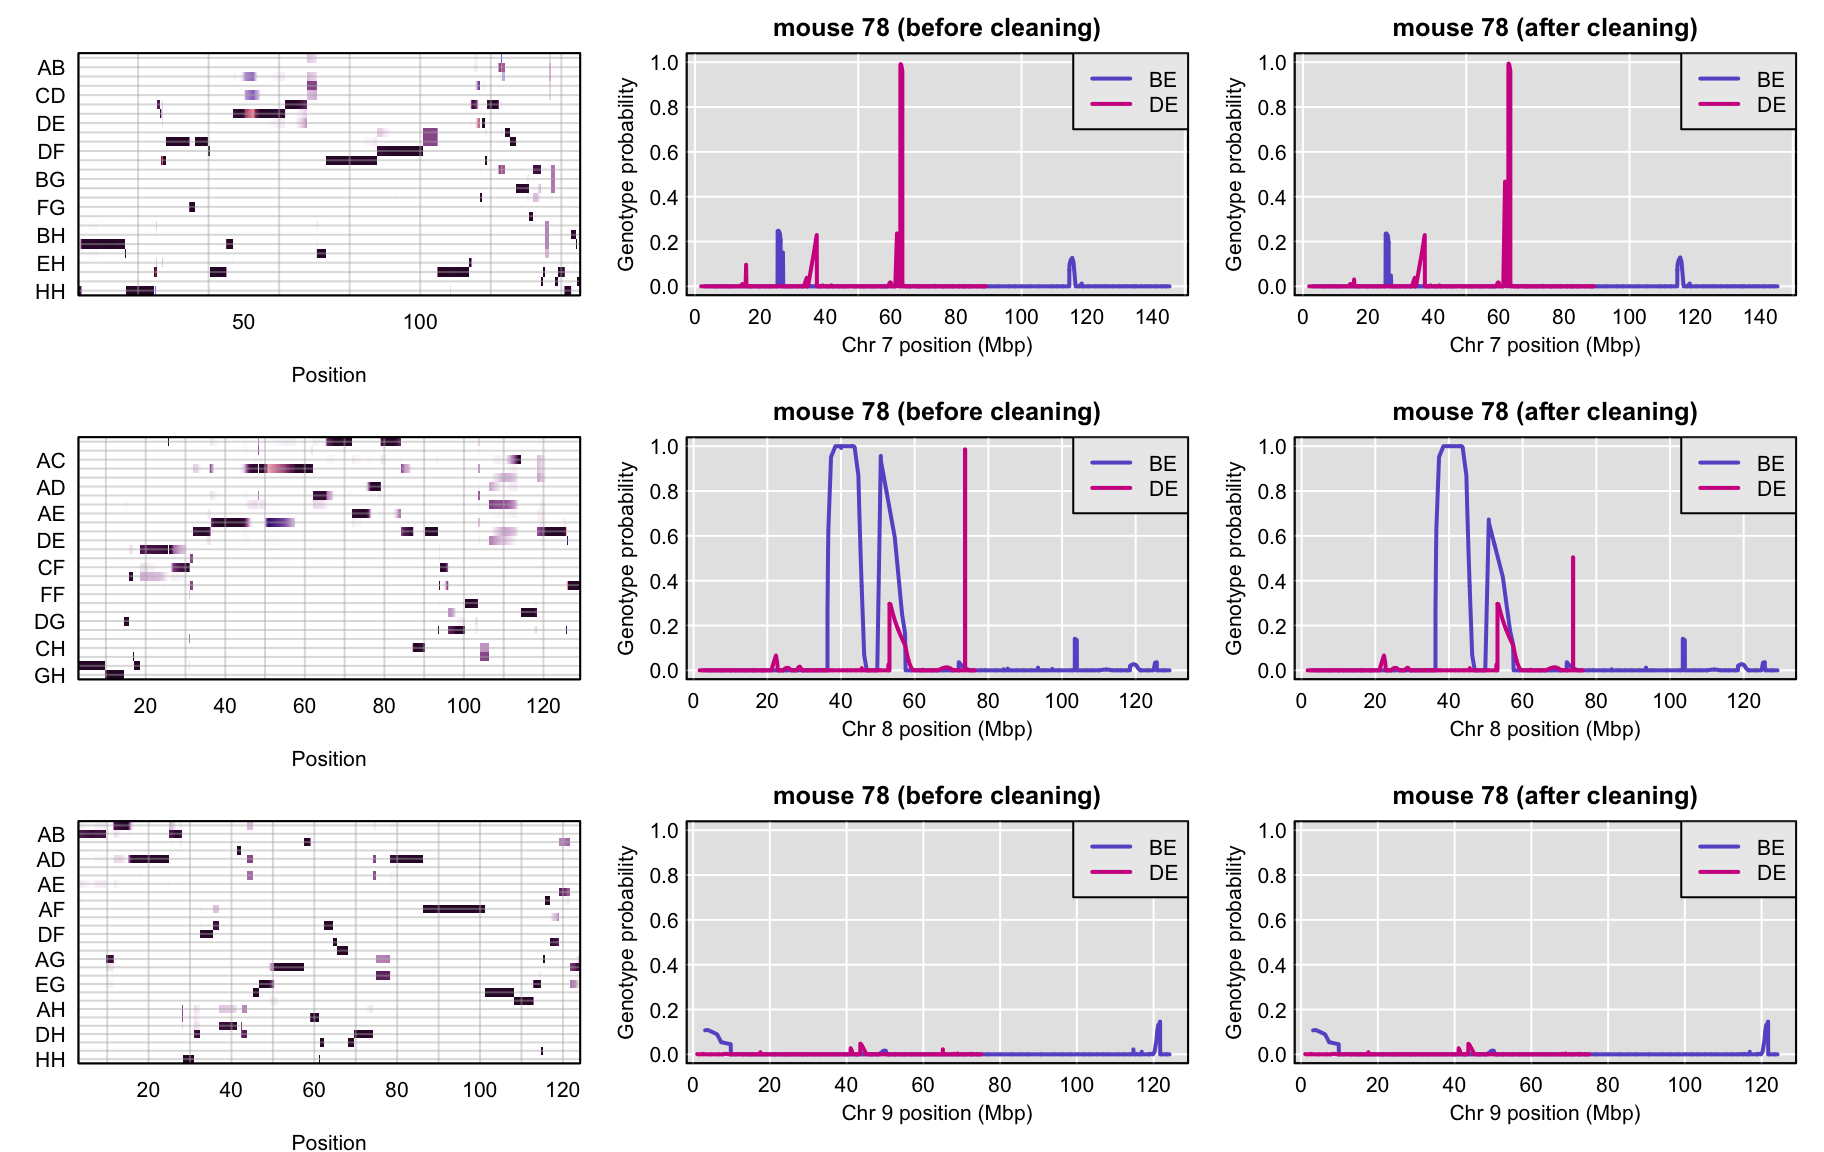 AB
CD
DE
DF
BG
FG
BH
EH
HH
50 100
Position
mouse 78 (before cleaning)
Genotype probability
1.0
0.8
0.6
0.4
0.2
0.0
BE
DE
0 20 40 60 80 100 120 140
Chr 7 position (Mbp)
mouse 78 (after cleaning)
Genotype probability
1.0
0.8
0.6
0.4
0.2
0.0
BE
DE
0 20 40 60 80 100 120 140
Chr 7 position (Mbp)
AC
AD
AE
DE
CF
FF
DG
CH
GH
20 40 60 80 100 120
Position
mouse 78 (before cleaning)
Genotype probability
1.0
0.8
0.6
0.4
0.2
0.0
BE
DE
0 20 40 60 80 100 120
Chr 8 position (Mbp)
mouse 78 (after cleaning)
Genotype probability
1.0
0.8
0.6
0.4
0.2
0.0
BE
DE
0 20 40 60 80 100 120
Chr 8 position (Mbp)
AB
AD
AE
AF
DF
AG
EG
AH
DH
HH
20 40 60 80 100 120
Position
mouse 78 (before cleaning)
Genotype probability
1.0
0.8
0.6
0.4
0.2
0.0
BE
DE
0 20 40 60 80 100 120
Chr 9 position (Mbp)
mouse 78 (after cleaning)
Genotype probability
1.0
0.8
0.6
0.4
0.2
0.0
BE
DE
0 20 40 60 80 100 120
Chr 9 position (Mbp)